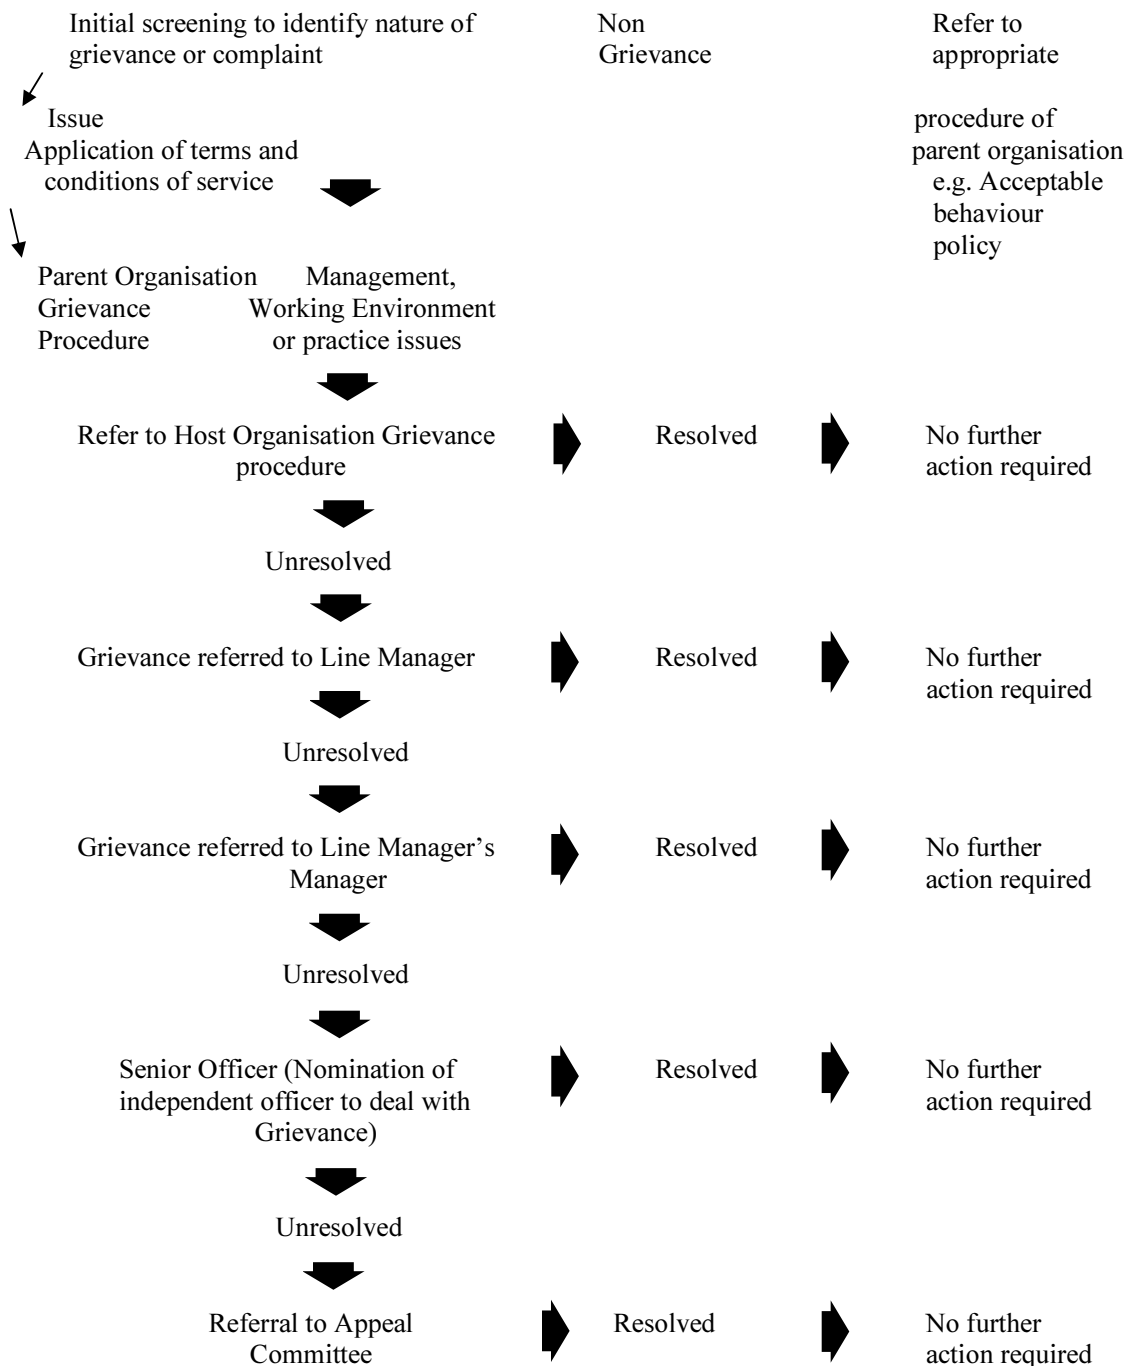 Initial screening to identify nature of
grievance or complaint
Non
Grievance
Refer to
appropriate
Issue
Application of terms and
conditions of service
procedure of
parent organisation
e.g. Acceptable
behaviour
policy
Parent Organisation
Grievance
Procedure
Management,
Working Environment
or practice issues
Refer to Host Organisation Grievance
procedure
Resolved
No further
action required
Unresolved
Grievance referred to Line Manager
Resolved
No further
action required
Unresolved
Grievance referred to Line Manager’s
Manager
Resolved
No further
action required
Unresolved
Senior Officer (Nomination of
independent officer to deal with
Grievance)
Resolved
No further
action required
Unresolved
Referral to Appeal
Committee
Resolved
No further
action required